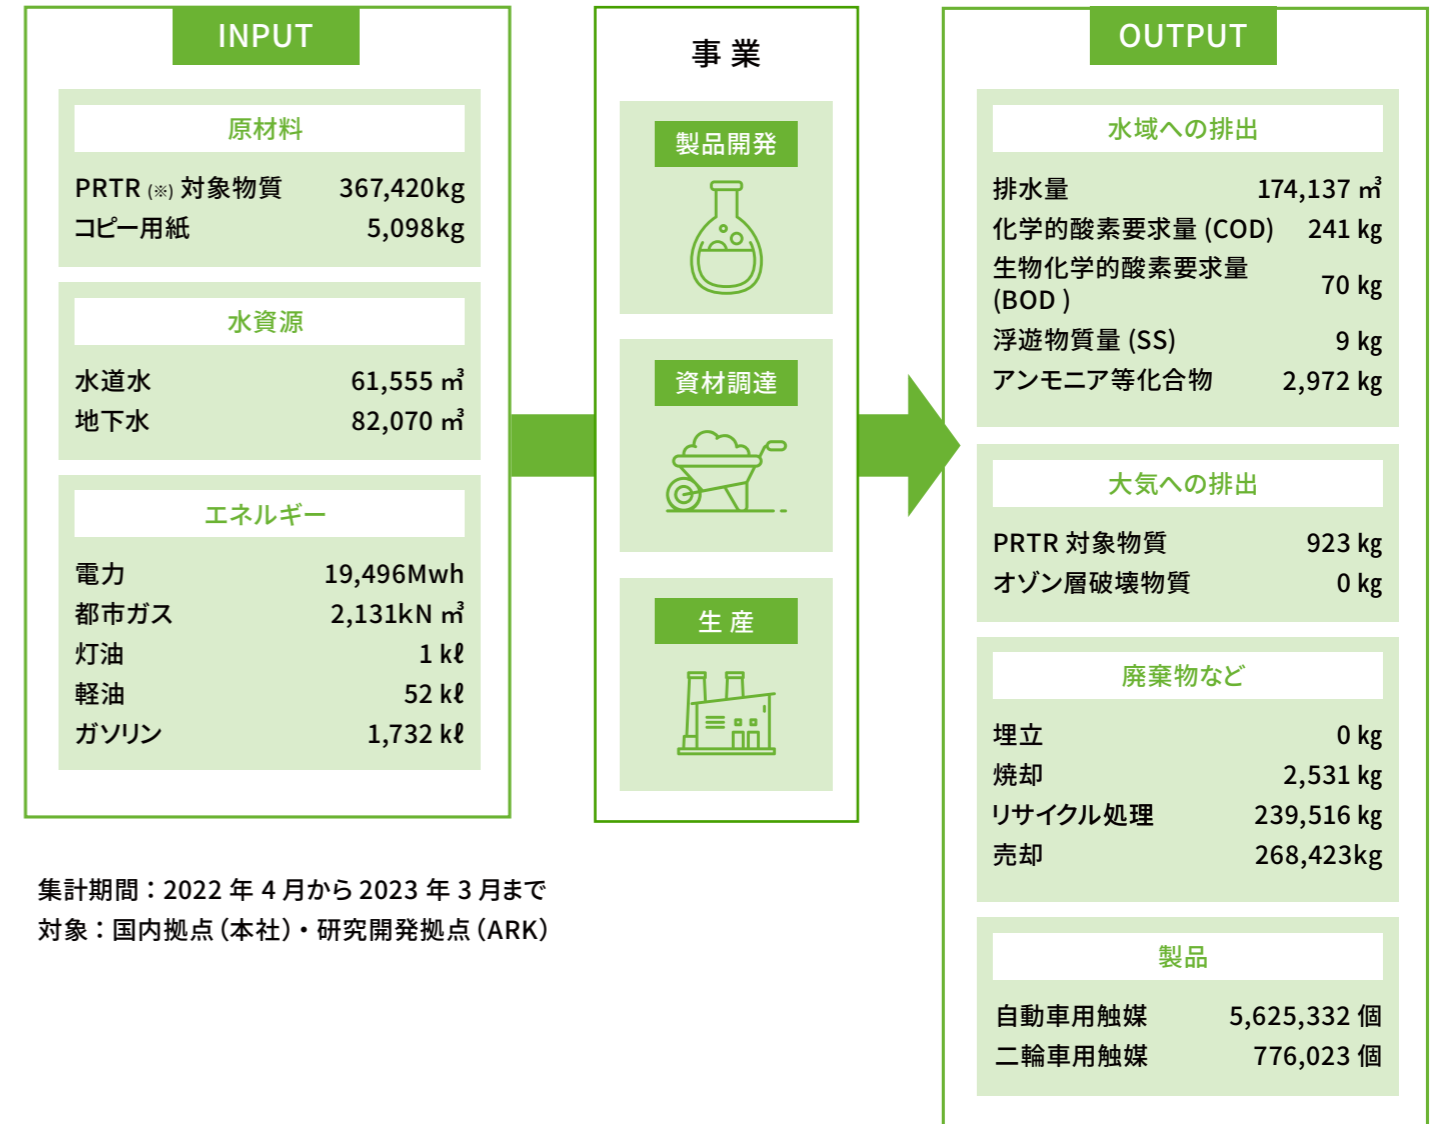 INPUT
原材料
PRTR (※) 対象物質 367,420kg
コピー用紙 5,098kg
水資源
水道水 61,555 ㎥
地下水 82,070 ㎥
エネルギー
電力 19,496Mwh
都市ガス 2,131kN ㎥
灯油 1 kℓ
軽油 52 kℓ
ガソリン 1,732 kℓ
事 業
製品開発
資材調達
生 産
OUTPUT
水域への排出
排水量 174,137 ㎥
化学的酸素要求量 (COD) 241 kg
生物化学的酸素要求量
(BOD ) 70 kg
浮遊物質量 (SS) 9 kg
アンモニア等化合物 2,972 kg
大気への排出
PRTR 対象物質 923 kg
オゾン層破壊物質 0 kg
廃棄物など
埋立 0 kg
焼却 2,531 kg
リサイクル処理 239,516 kg
売却 268,423kg
製品
自動車用触媒 5,625,332 個
二輪車用触媒 776,023 個
集計期間：2022 年 4 月から 2023 年 3 月まで
対象：国内拠点（本社）・研究開発拠点（ARK）